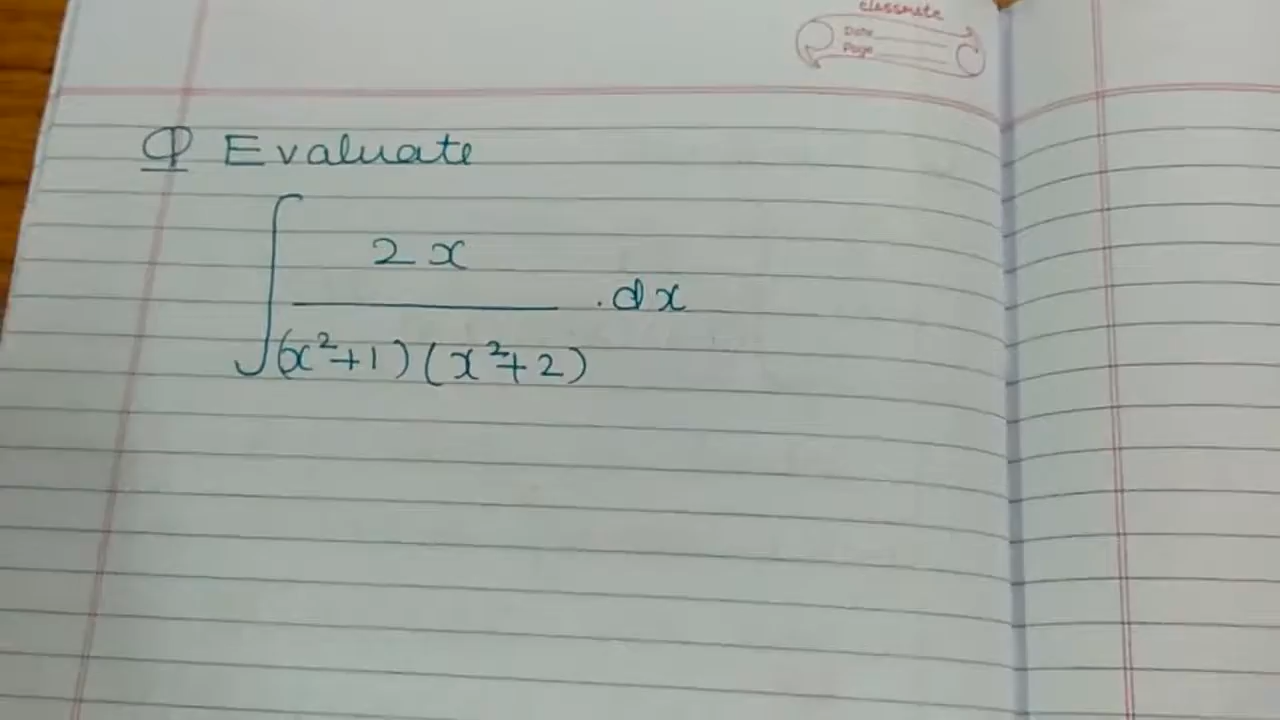 classmate
Date
Page
Q Evaluate
∫ 2x / (x²+1)(x²+2) .dx